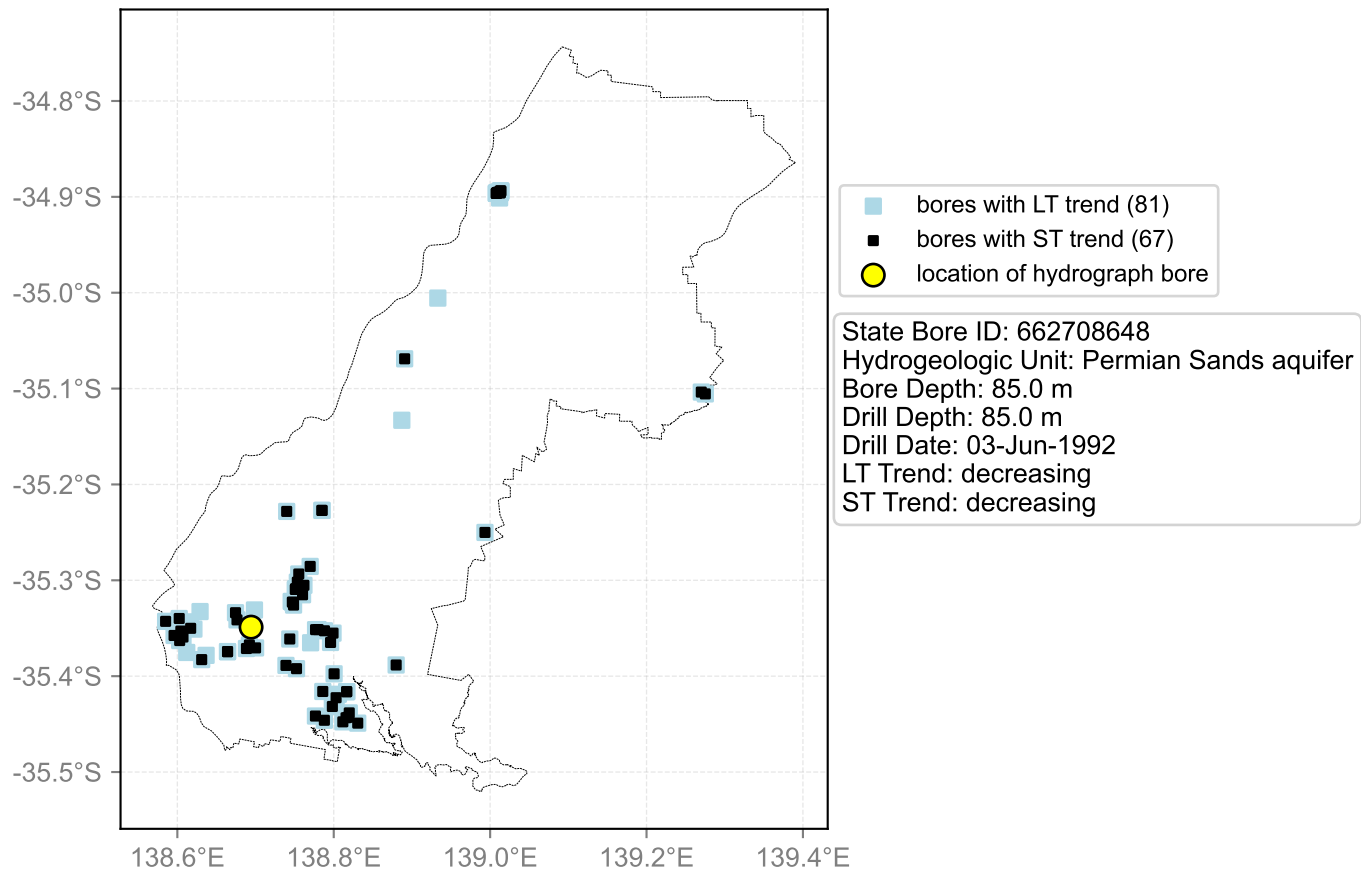 -34.8°S
-34.9°S
-35.0°S
-35.1°S
-35.2°S
-35.3°S
-35.4°S
-35.5°S
138.6°E
138.8°E
139.0°E
139.2°E
139.4°E
bores with LT trend (81)
bores with ST trend (67)
location of hydrograph bore
State Bore ID: 662708648
Hydrogeologic Unit: Permian Sands aquifer
Bore Depth: 85.0 m
Drill Depth: 85.0 m
Drill Date: 03-Jun-1992
LT Trend: decreasing
ST Trend: decreasing